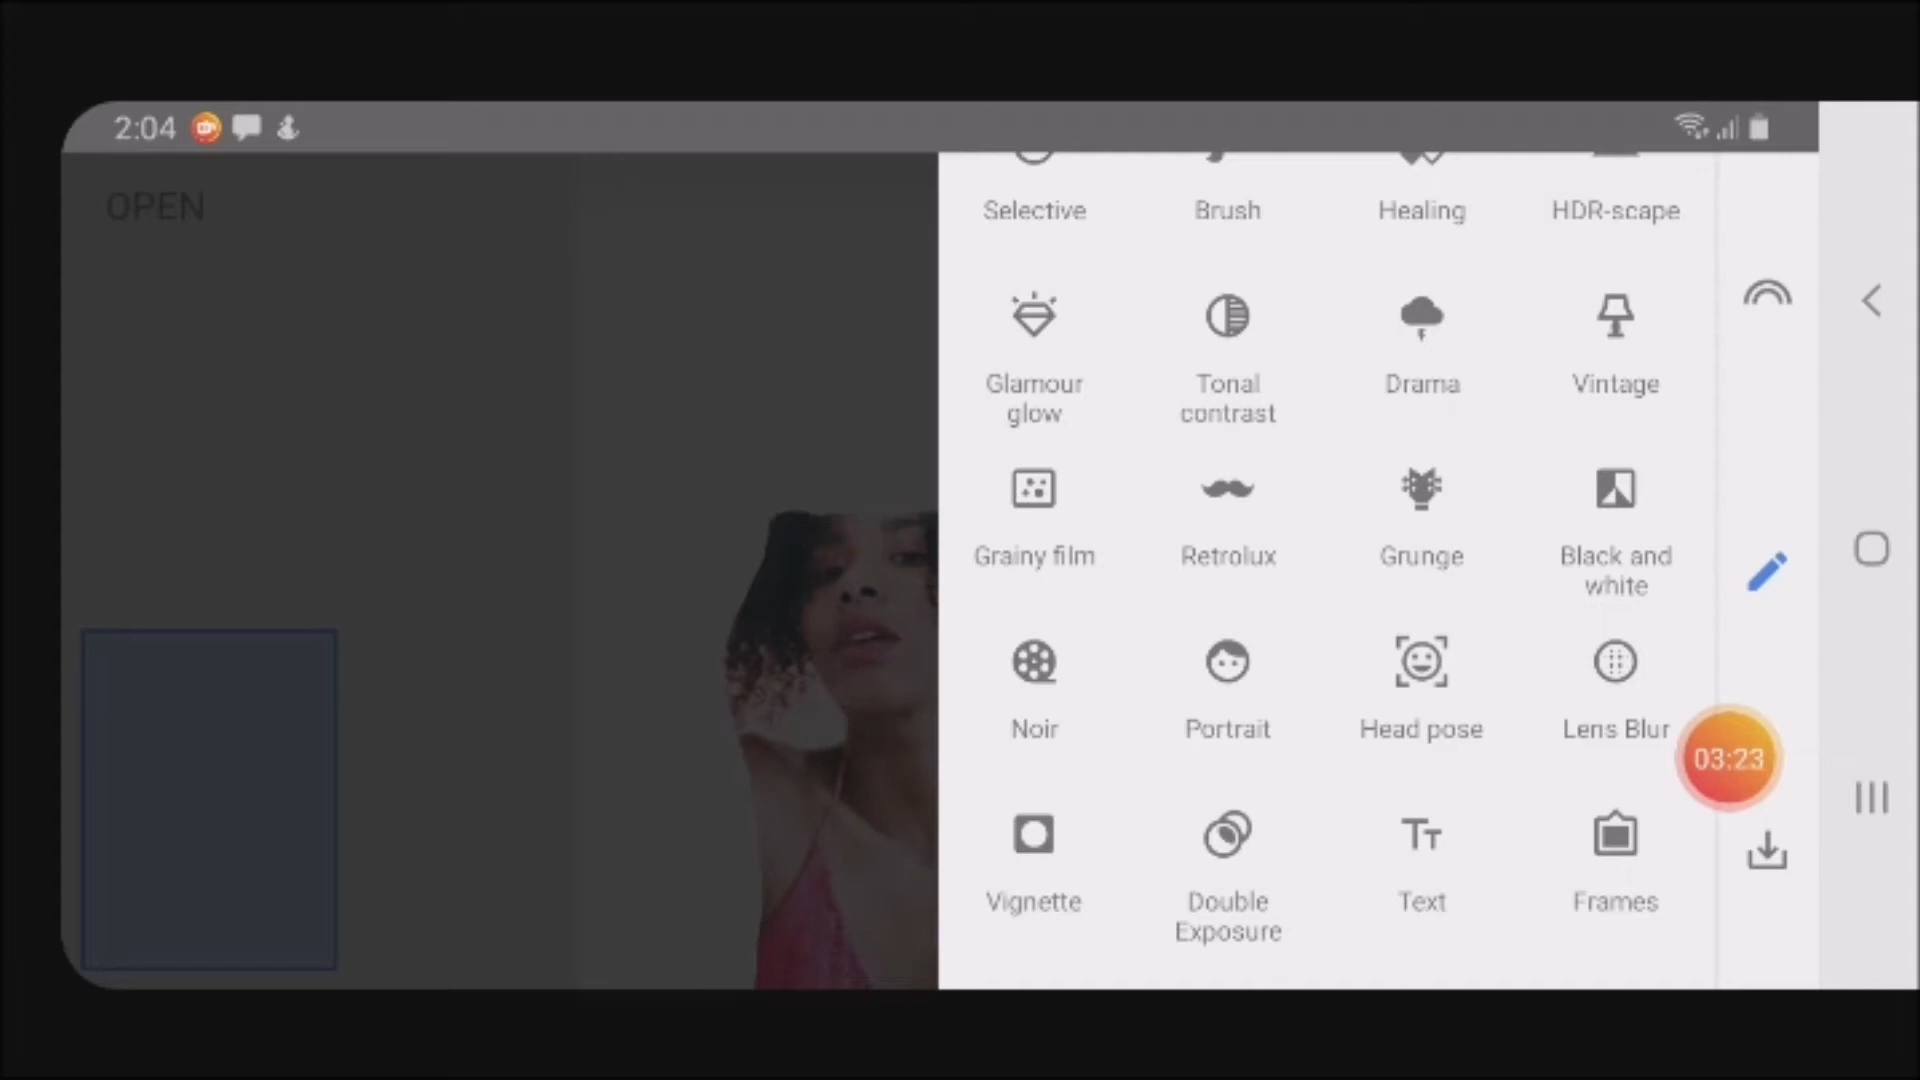 2:04
OPEN
Selective
Brush
Healing
HDR-scape
Glamour
glow
Tonal
contrast
Drama
Vintage
Grainy film
Retrolux
Grunge
Black and
white
Noir
Portrait
Head pose
Lens Blur
03:23
Vignette
Double
Exposure
Text
Frames